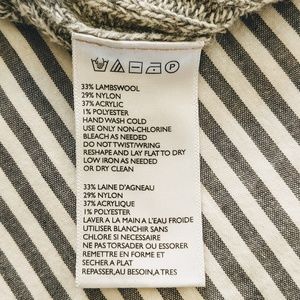 33% LAMBSWOOL
29% NYLON
37% ACRYLIC
1% POLYESTER
HAND WASH COLD
USE ONLY NON-CHLORINE
BLEACH AS NEEDED
DO NOT TWIST/WRING
RESHAPE AND LAY FLAT TO DRY
LOW IRON AS NEEDED
OR DRY CLEAN
33% LAINE D'AGNEAU
29% NYLON
37% ACRYLIQUE
1% POLYESTER
LAVER A LA MAIN A L'EAU FROIDE
UTILISER BLANCHIR SANS
CHLORE SI NECESSAIRE
NE PAS TORSADER OU ESSORER
REMETTRE EN FORME ET
SECHER A PLAT
REPASSER, AU BESOIN, A TRES